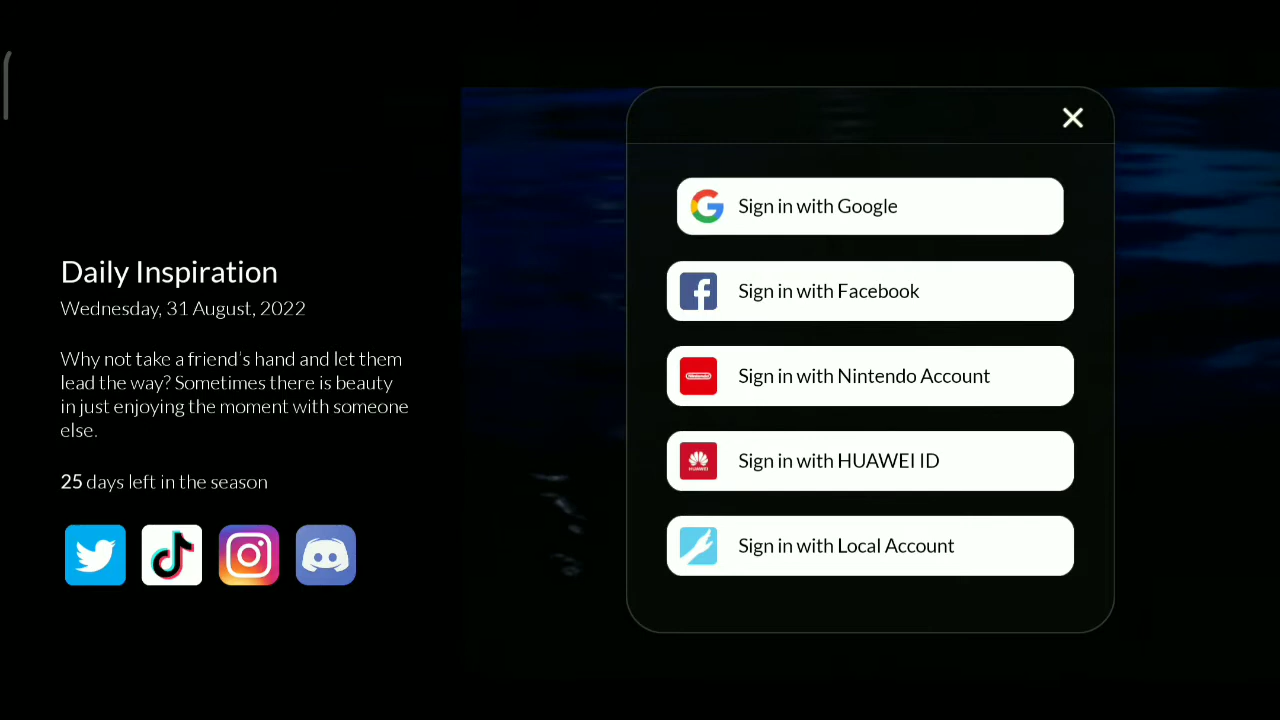 Daily Inspiration
Wednesday, 31 August, 2022
Why not take a friend's hand and let them
lead the way? Sometimes there is beauty
in just enjoying the moment with someone
else.
25 days left in the season
Sign in with Google
Sign in with Facebook
Nintendo
Sign in with Nintendo Account
HUAWEI
Sign in with HUAWEI ID
Sign in with Local Account